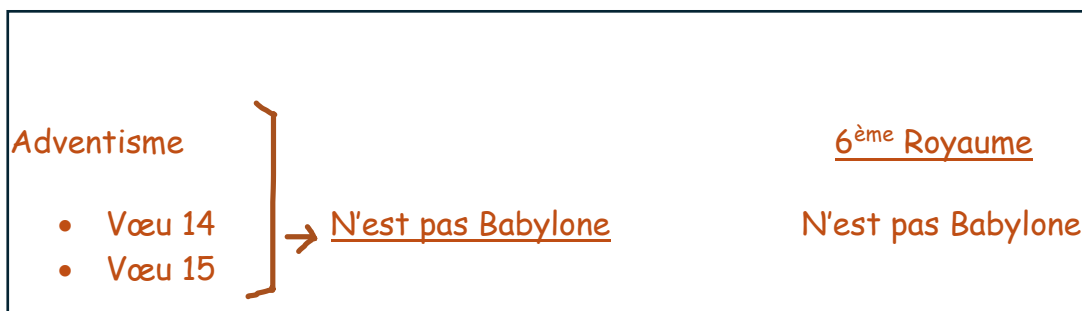 Adventisme
6ème Royaume
• Vœu 14
N'est pas Babylone
N'est pas Babylone
• Vœu 15